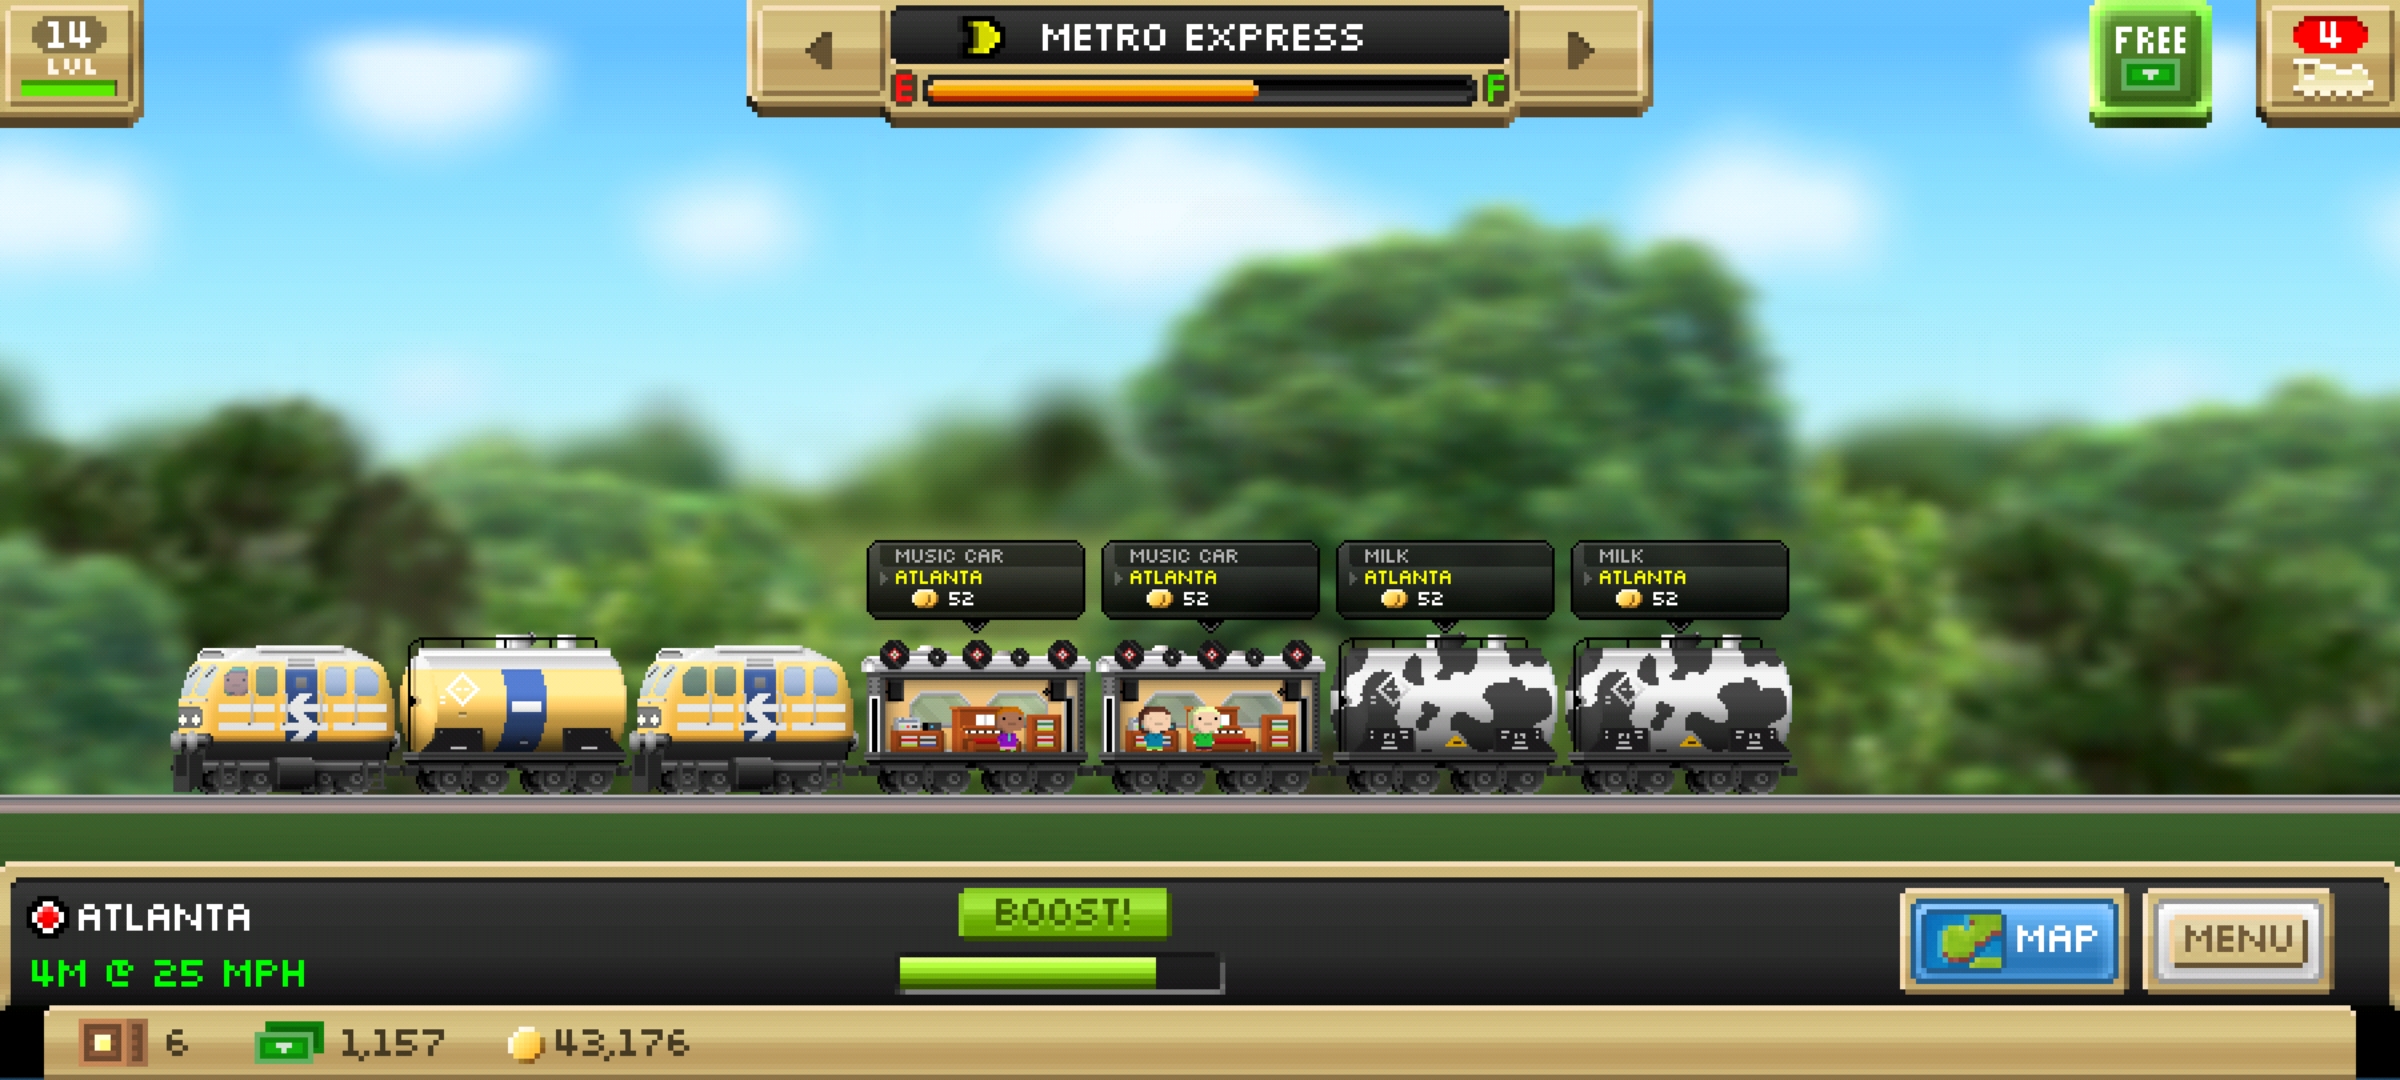 14
LVL
METRO EXPRESS
E F
FREE
4
MUSIC CAR
ATLANTA
52
MUSIC CAR
ATLANTA
52
MILK
ATLANTA
52
MILK
ATLANTA
52
ATLANTA
4M @ 25 MPH
BOOST!
MAP
MENU
6
1,157
43,176